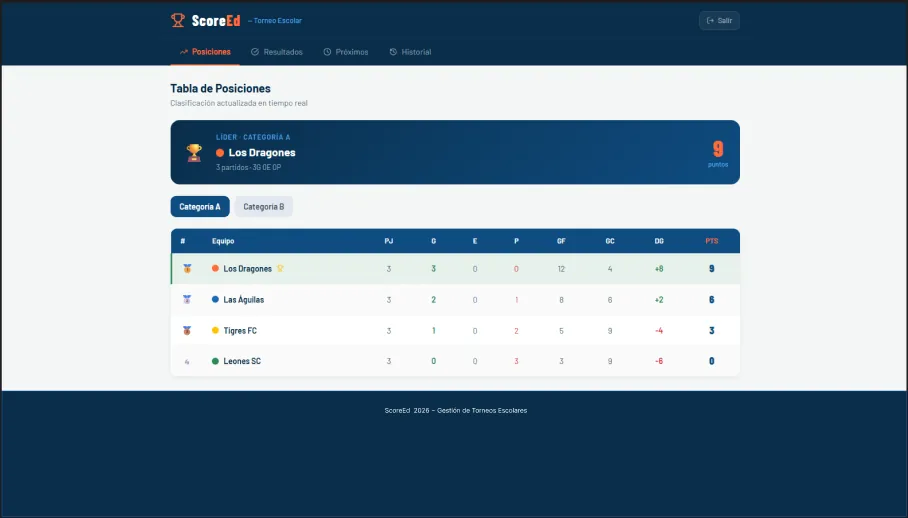 ScoreEd – Torneo Escolar
Salir
Posiciones Resultados Próximos Historial
Tabla de Posiciones
Clasificación actualizada en tiempo real
LÍDER · CATEGORÍA A
Los Dragones
3 partidos · 3G 0E 0P
9
puntos
Categoría A Categoría B
# Equipo PJ G E P GF GC DG PTS
1 Los Dragones 3 3 0 0 12 4 +8 9
2 Las Águilas 3 2 0 1 8 6 +2 6
3 Tigres FC 3 1 0 2 5 9 -4 3
4 Leones SC 3 0 0 3 3 9 -6 0
ScoreEd 2026 – Gestión de Torneos Escolares